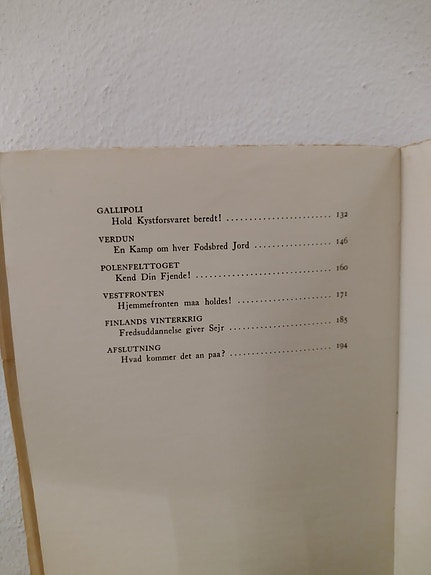 GALLIPOLI
Hold Kystforsvaret beredt! ........................ 132
VERDUN
En Kamp om hver Fodsbred Jord .................. 146
POLENFELTTOGET
Kend Din Fjende! ............................... 160
VESTFRONTEN
Hjemmefronten maa holdes! ....................... 171
FINLANDS VINTERKRIG
Fredsuddannelse giver Sejr ........................ 185
AFSLUTNING
Hvad kommer det an paa? ....................... 194